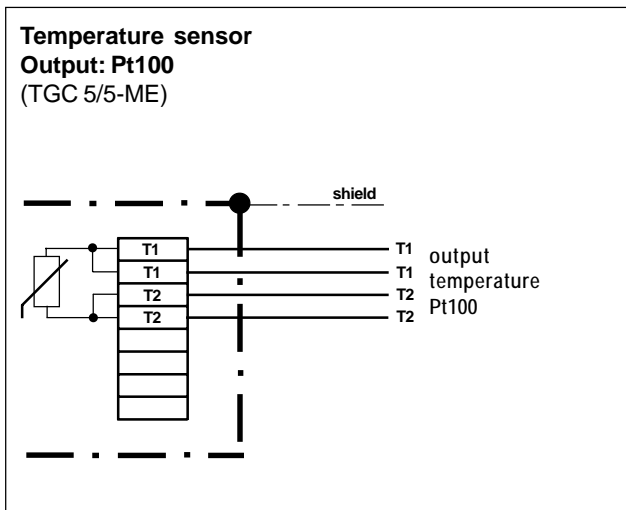 Temperature sensor
Output: Pt100
(TGC 5/5-ME)
shield
T1 T1 output
T1 T1 temperature
T2 T2 Pt100
T2 T2